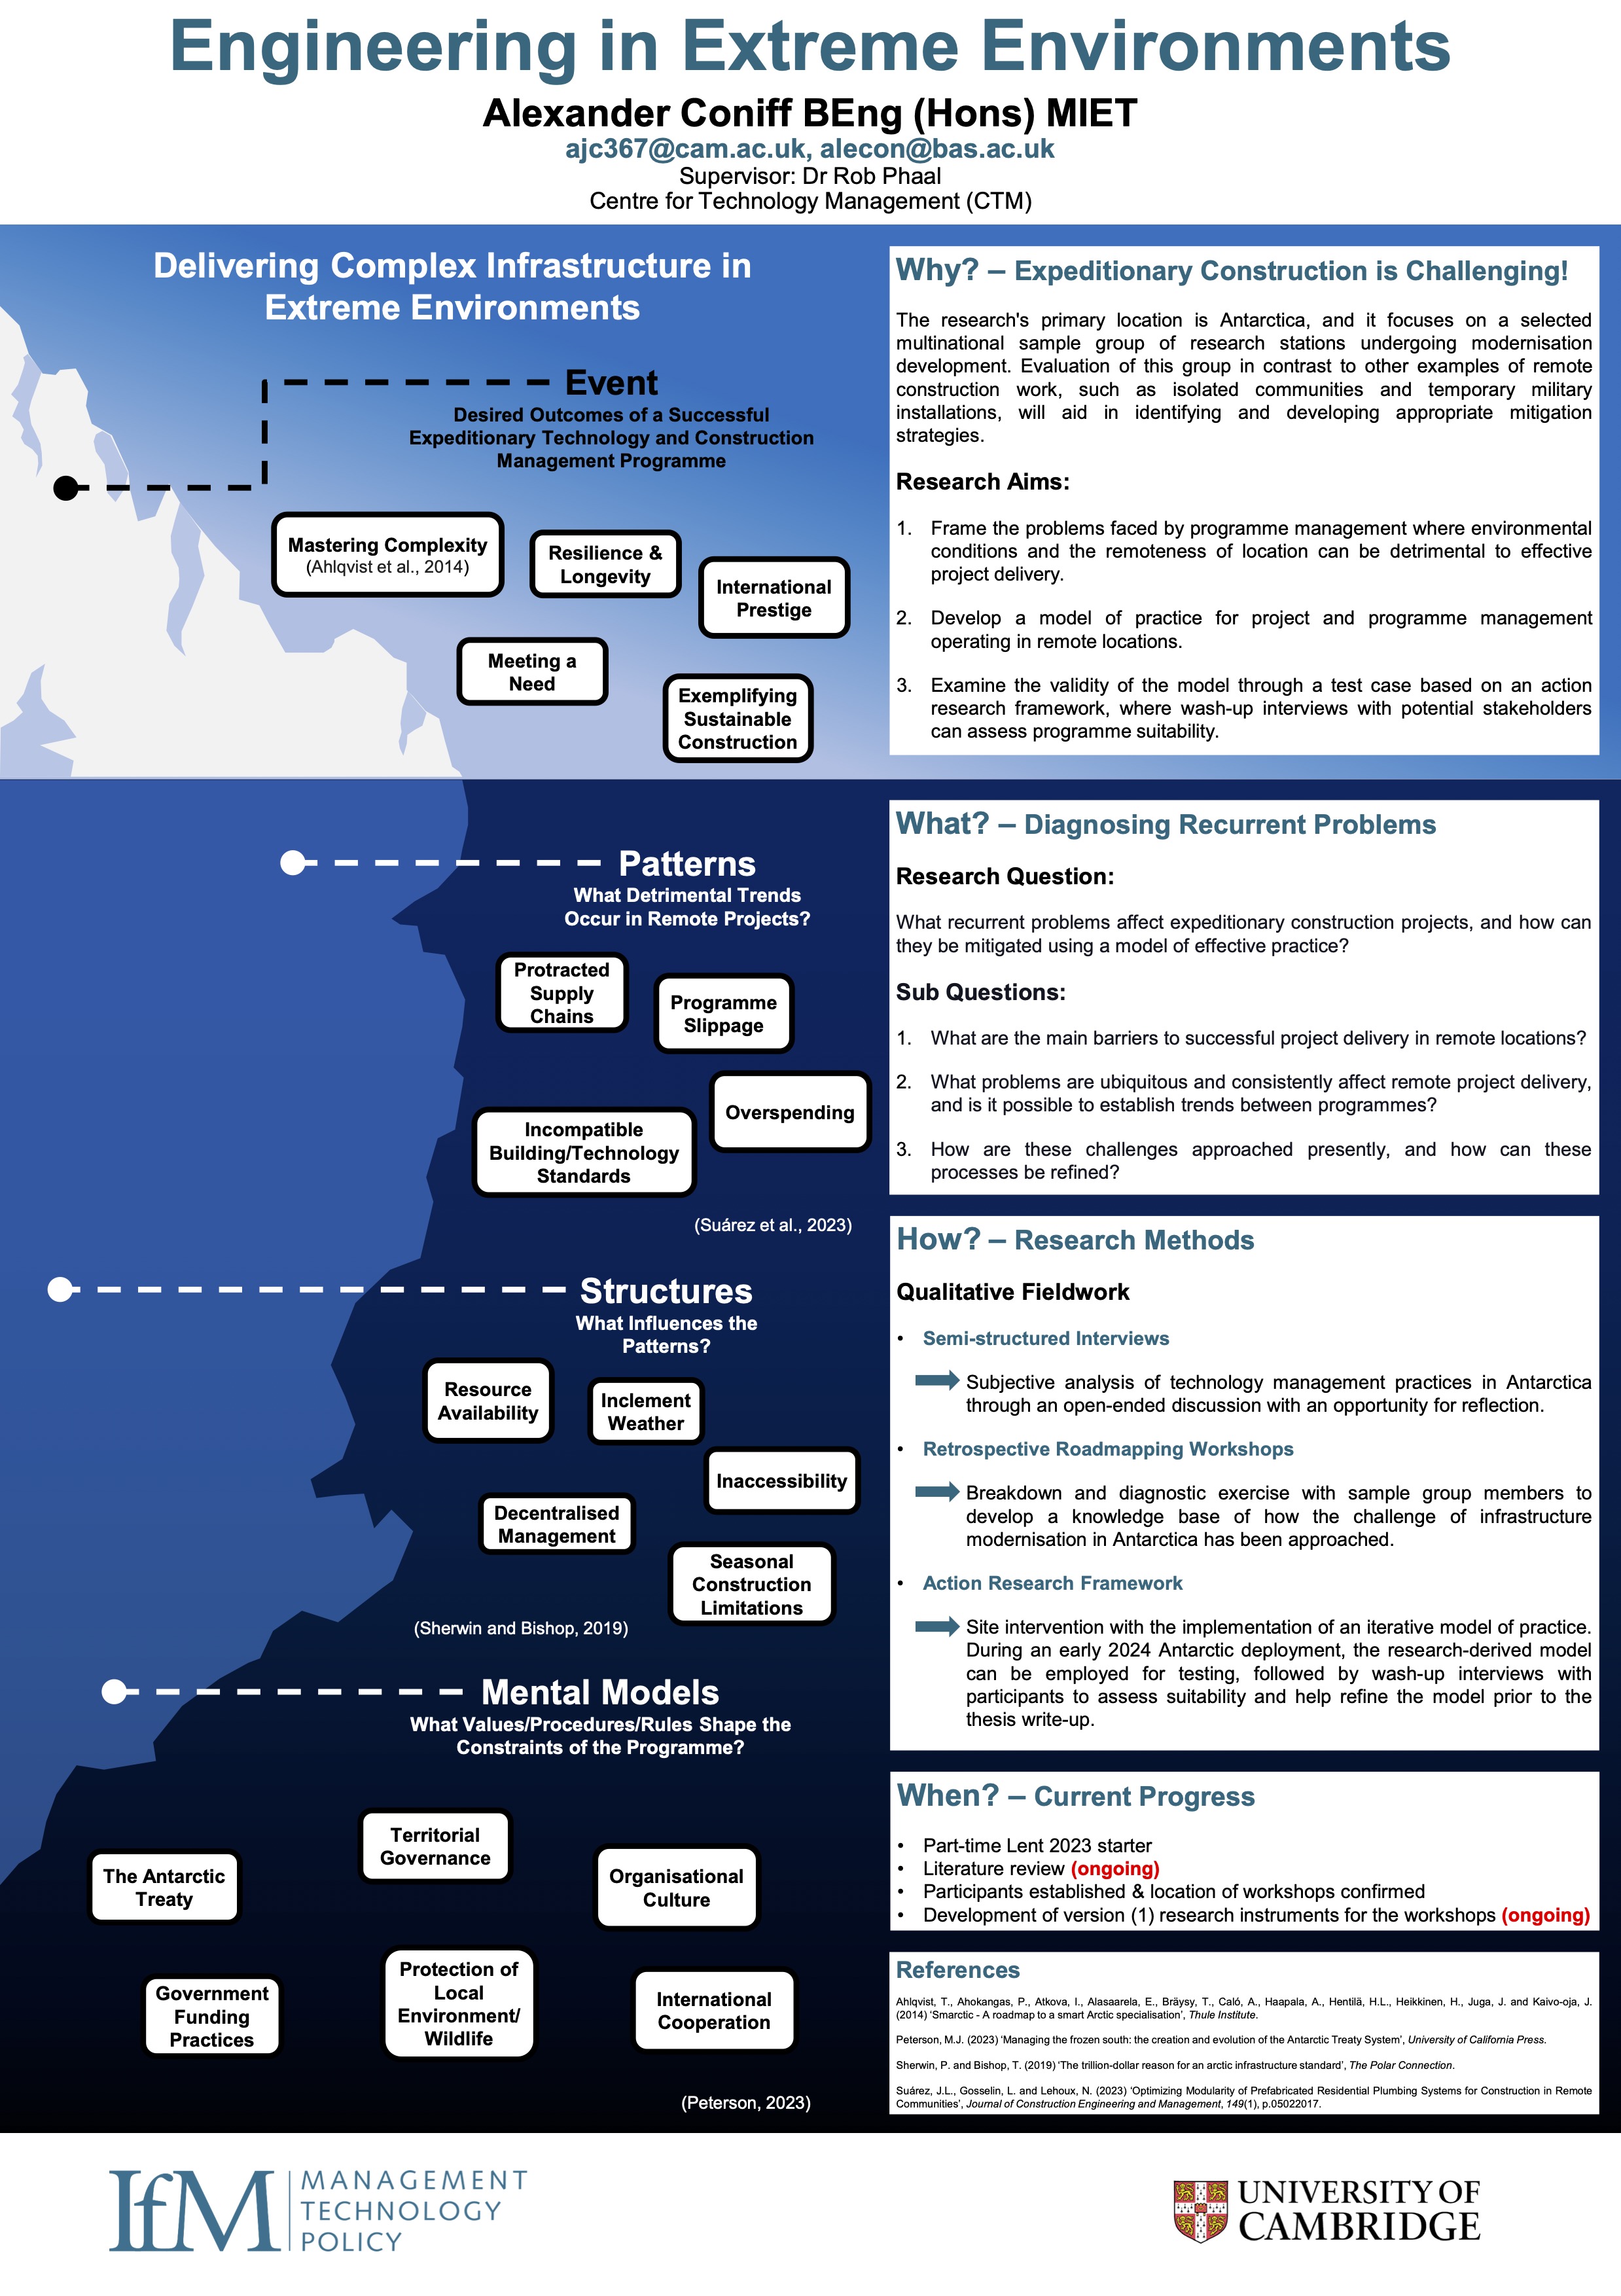 Engineering in Extreme Environments
Alexander Coniff BEng (Hons) MIET
ajc367@cam.ac.uk, alecon@bas.ac.uk
Supervisor: Dr Rob Phaal
Centre for Technology Management (CTM)
Delivering Complex Infrastructure in
Extreme Environments
Event
Desired Outcomes of a Successful
Expeditionary Technology and Construction
Management Programme
Mastering Complexity
(Ahlqvist et al., 2014)
Resilience &
Longevity
International
Prestige
Meeting a
Need
Exemplifying
Sustainable
Construction
Patterns
What Detrimental Trends
Occur in Remote Projects?
Protracted
Supply
Chains
Programme
Slippage
Overspending
Incompatible
Building/Technology
Standards
(Suárez et al., 2023)
Structures
What Influences the
Patterns?
Resource
Availability
Inclement
Weather
Inaccessibility
Decentralised
Management
Seasonal
Construction
Limitations
(Sherwin and Bishop, 2019)
Mental Models
What Values/Procedures/Rules Shape the
Constraints of the Programme?
Territorial
Governance
The Antarctic
Treaty
Organisational
Culture
Government
Funding
Practices
Protection of
Local
Environment/
Wildlife
International
Cooperation
(Peterson, 2023)
Why? – Expeditionary Construction is Challenging!
The research's primary location is Antarctica, and it focuses on a selected
multinational sample group of research stations undergoing modernisation
development. Evaluation of this group in contrast to other examples of remote
construction work, such as isolated communities and temporary military
installations, will aid in identifying and developing appropriate mitigation
strategies.
Research Aims:
1. Frame the problems faced by programme management where environmental
conditions and the remoteness of location can be detrimental to effective
project delivery.
2. Develop a model of practice for project and programme management
operating in remote locations.
3. Examine the validity of the model through a test case based on an action
research framework, where wash-up interviews with potential stakeholders
can assess programme suitability.
What? – Diagnosing Recurrent Problems
Research Question:
What recurrent problems affect expeditionary construction projects, and how can
they be mitigated using a model of effective practice?
Sub Questions:
1. What are the main barriers to successful project delivery in remote locations?
2. What problems are ubiquitous and consistently affect remote project delivery,
and is it possible to establish trends between programmes?
3. How are these challenges approached presently, and how can these
processes be refined?
How? – Research Methods
Qualitative Fieldwork
• Semi-structured Interviews
Subjective analysis of technology management practices in Antarctica
through an open-ended discussion with an opportunity for reflection.
• Retrospective Roadmapping Workshops
Breakdown and diagnostic exercise with sample group members to
develop a knowledge base of how the challenge of infrastructure
modernisation in Antarctica has been approached.
• Action Research Framework
Site intervention with the implementation of an iterative model of practice.
During an early 2024 Antarctic deployment, the research-derived model
can be employed for testing, followed by wash-up interviews with
participants to assess suitability and help refine the model prior to the
thesis write-up.
When? – Current Progress
• Part-time Lent 2023 starter
• Literature review (ongoing)
• Participants established & location of workshops confirmed
• Development of version (1) research instruments for the workshops (ongoing)
References
Ahlqvist, T., Ahokangas, P., Atkova, I., Alasaarela, E., Bräysy, T., Caló, A., Haapala, A., Hentilä, H.L., Heikkinen, H., Juga, J. and Kaivo-oja, J.
(2014) ‘Smarctic - A roadmap to a smart Arctic specialisation’, Thule Institute.
Peterson, M.J. (2023) ‘Managing the frozen south: the creation and evolution of the Antarctic Treaty System’, University of California Press.
Sherwin, P. and Bishop, T. (2019) ‘The trillion-dollar reason for an arctic infrastructure standard’, The Polar Connection.
Suárez, J.L., Gosselin, L. and Lehoux, N. (2023) ‘Optimizing Modularity of Prefabricated Residential Plumbing Systems for Construction in Remote
Communities’, Journal of Construction Engineering and Management, 149(1), p.05022017.
IfM
MANAGEMENT
TECHNOLOGY
POLICY
UNIVERSITY OF
CAMBRIDGE